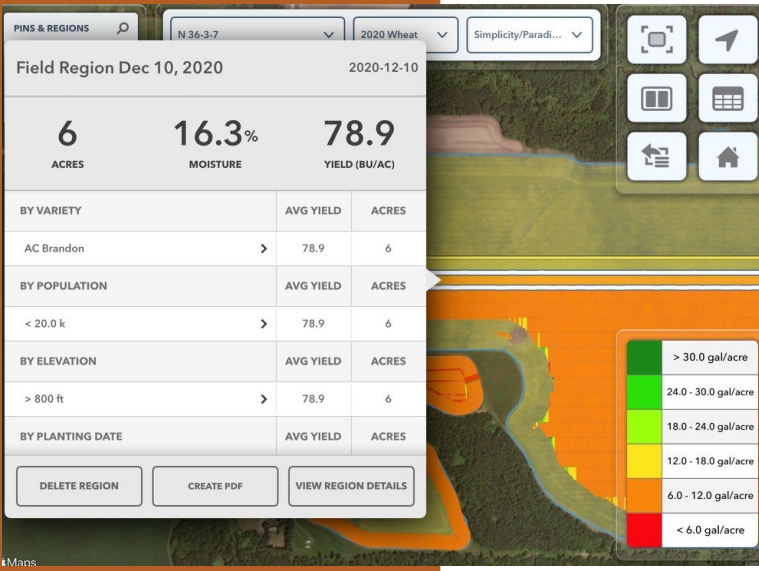 PINS & REGIONS
N 36-3-7
2020 Wheat
Simplicity/Paradi...
Field Region Dec 10, 2020
2020-12-10
6
ACRES
16.3%
MOISTURE
78.9
YIELD (BU/AC)
BY VARIETY AVG YIELD ACRES
AC Brandon 78.9 6
BY POPULATION AVG YIELD ACRES
< 20.0 k 78.9 6
BY ELEVATION AVG YIELD ACRES
> 800 ft 78.9 6
BY PLANTING DATE AVG YIELD ACRES
DELETE REGION
CREATE PDF
VIEW REGION DETAILS
> 30.0 gal/acre
24.0 - 30.0 gal/acre
18.0 - 24.0 gal/acre
12.0 - 18.0 gal/acre
6.0 - 12.0 gal/acre
< 6.0 gal/acre
Maps